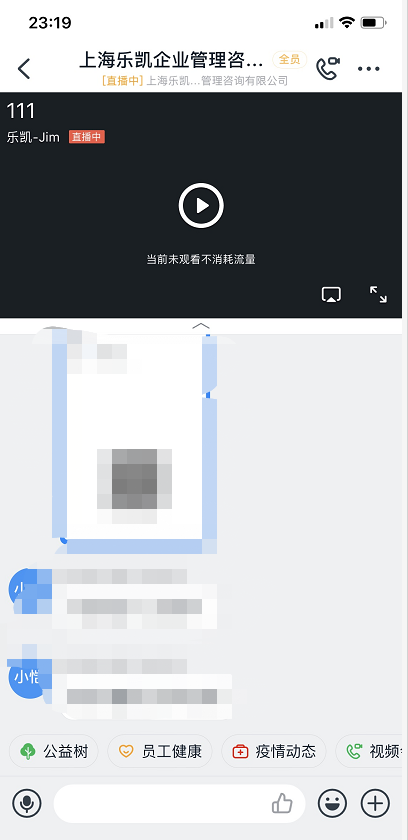 23:19
上海乐凯企业管理咨... 全员
[直播中] 上海乐凯...管理咨询有限公司
111
乐凯-Jim 直播中
当前未观看不消耗流量
公益树 员工健康 疫情动态 视频